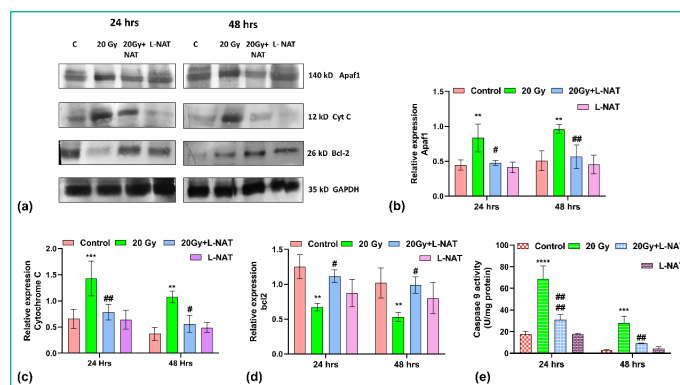 24 hrs
48 hrs
C 20 Gy 20Gy+ NAT L-NAT
C 20 Gy 20Gy+ NAT L-NAT
140 kD Apaf1
12 kD Cyt C
26 kD Bcl-2
35 kD GAPDH
(a)
Control 20 Gy 20Gy+L-NAT
L-NAT
Relative expression
Apaf1
1.5
1.0
0.5
0.0
**
#
**
##
24 hrs 48 hrs
(b)
Control 20 Gy 20Gy+L-NAT L-NAT
Relative expression
Cytochrome C
2.0
1.5
1.0
0.5
0.0
***
##
**
#
24 Hrs 48 Hrs
(c)
Control 20 Gy 20Gy+L-NAT
L-NAT
Relative expression
bcl2
1.5
1.0
0.5
0.0
**
#
**
#
24 Hrs 48 Hrs
(d)
Control 20 Gy 20Gy+L-NAT
L-NAT
Caspase 9 activity
(U/mg protein)
100
80
60
40
20
0
****
##
##
***
##
24 Hrs 48 Hrs
(e)